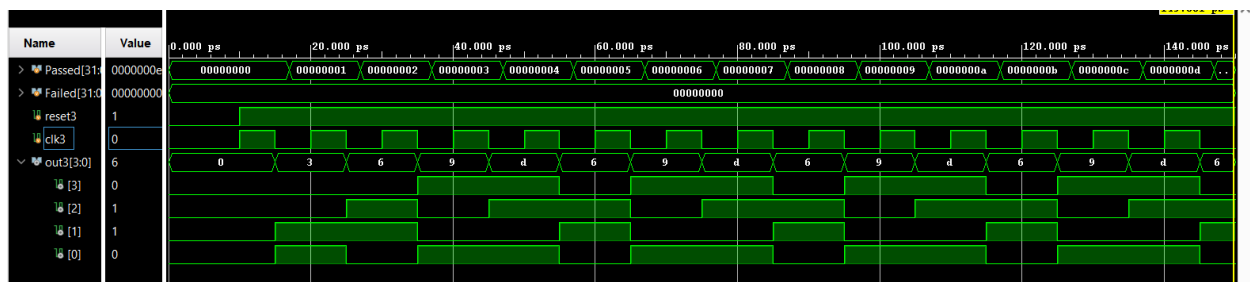 Name Value
0.000 ps 20.000 ps 40.000 ps 60.000 ps 80.000 ps 100.000 ps 120.000 ps 140.000 ps
> Passed[31: 0000000e 00000000 00000001 00000002 00000003 00000004 00000005 00000006 00000007 00000008 00000009 0000000a 0000000b 0000000c 0000000d ..
> Failed[31:0 00000000 00000000
reset3 1
clk3 0
out3[3:0] 6 0 3 6 9 d 6 9 d 6 9 d 6 9 d 6
[3] 0
[2] 1
[1] 1
[0] 0